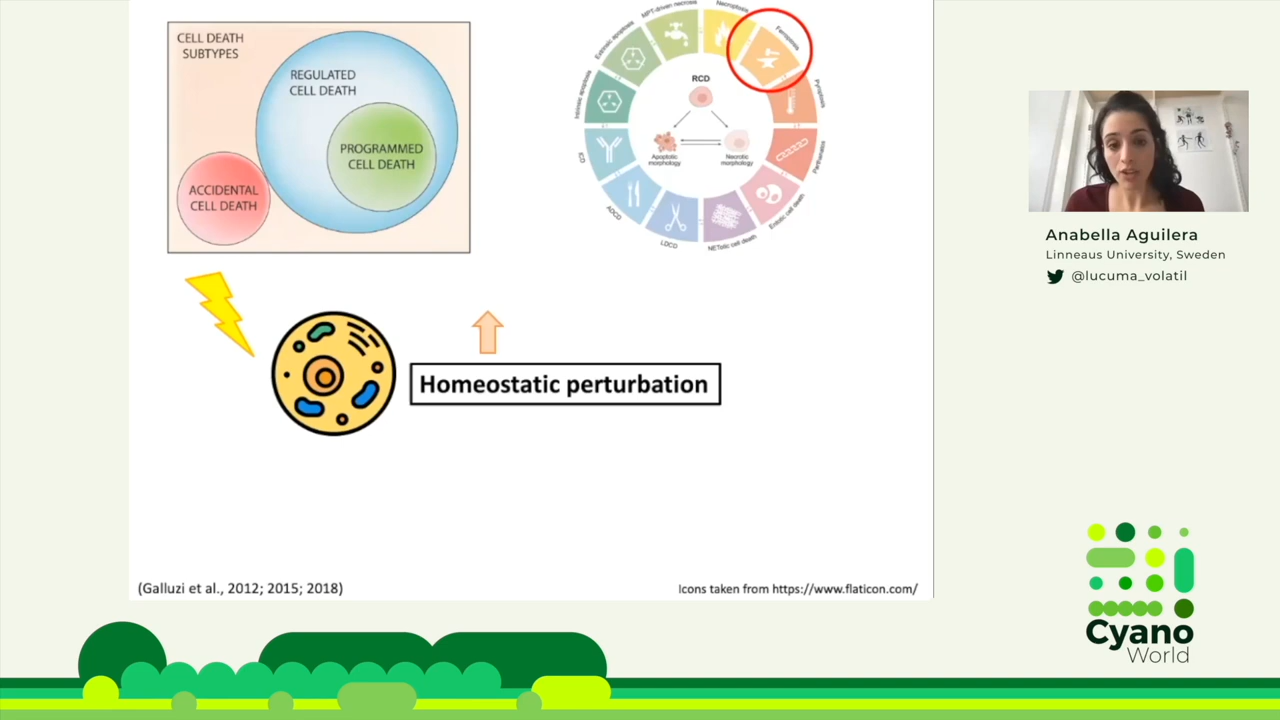 CELL DEATH
SUBTYPES
REGULATED
CELL DEATH
PROGRAMMED
CELL DEATH
ACCIDENTAL
CELL DEATH
MPT-driven necrosis
Necroptosis
Ferroptosis
Pyroptosis
Parthanatos
Entotic cell death
NETotic cell death
LDCD
ADCD
ICD
Intrinsic apoptosis
Extrinsic apoptosis
RCD
Apoptotic
morphology
Necrotic
morphology
Homeostatic perturbation
(Galluzi et al., 2012; 2015; 2018)
Icons taken from https://www.flaticon.com/
Anabella Aguilera
Linneaus University, Sweden
@lucuma_volatil
Cyano
World